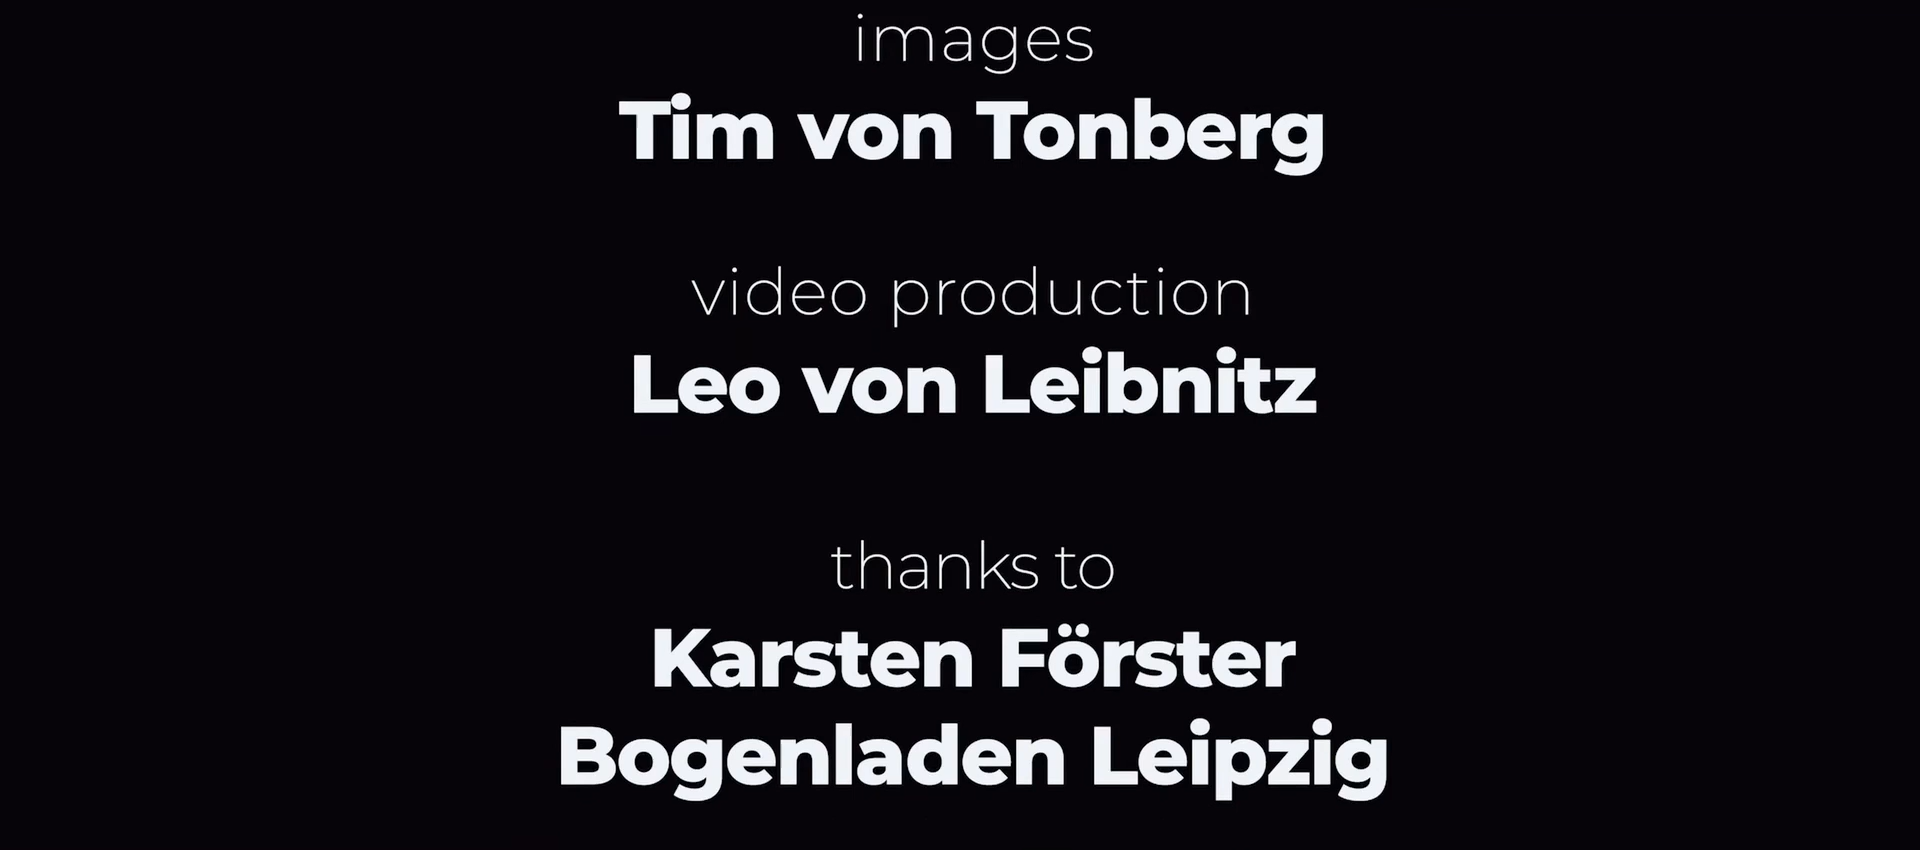 images
Tim von Tonberg
video production
Leo von Leibnitz
thanks to
Karsten Förster
Bogenladen Leipzig